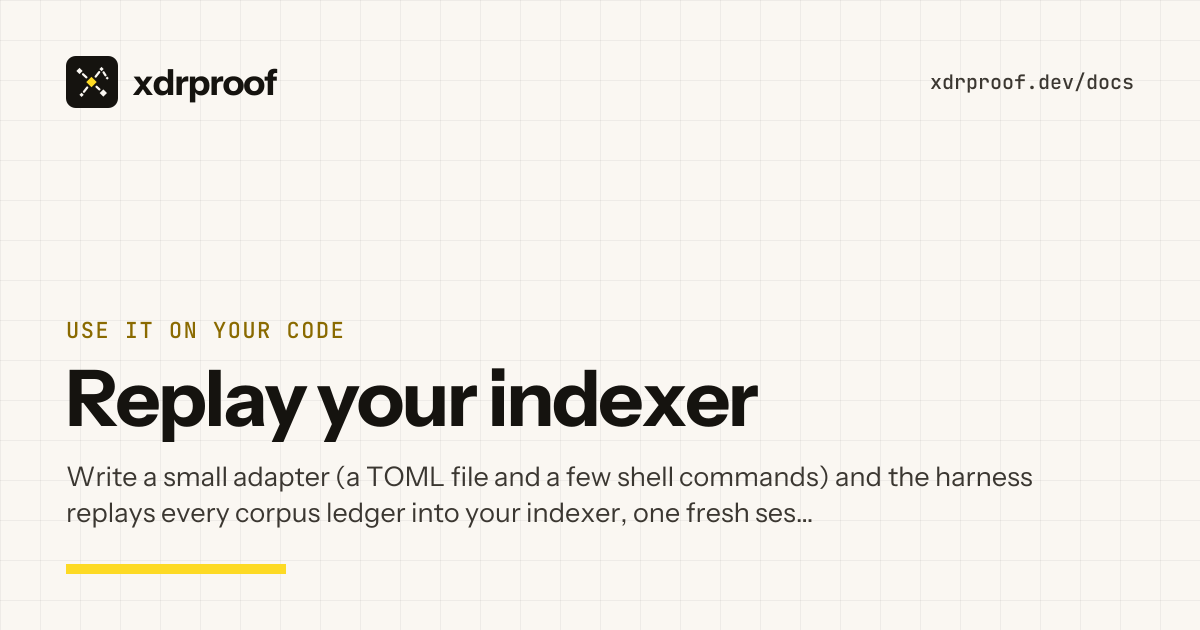 xdrproof
xdrproof.dev/docs
USE IT ON YOUR CODE
Replay your indexer
Write a small adapter (a TOML file and a few shell commands) and the harness
replays every corpus ledger into your indexer, one fresh ses...